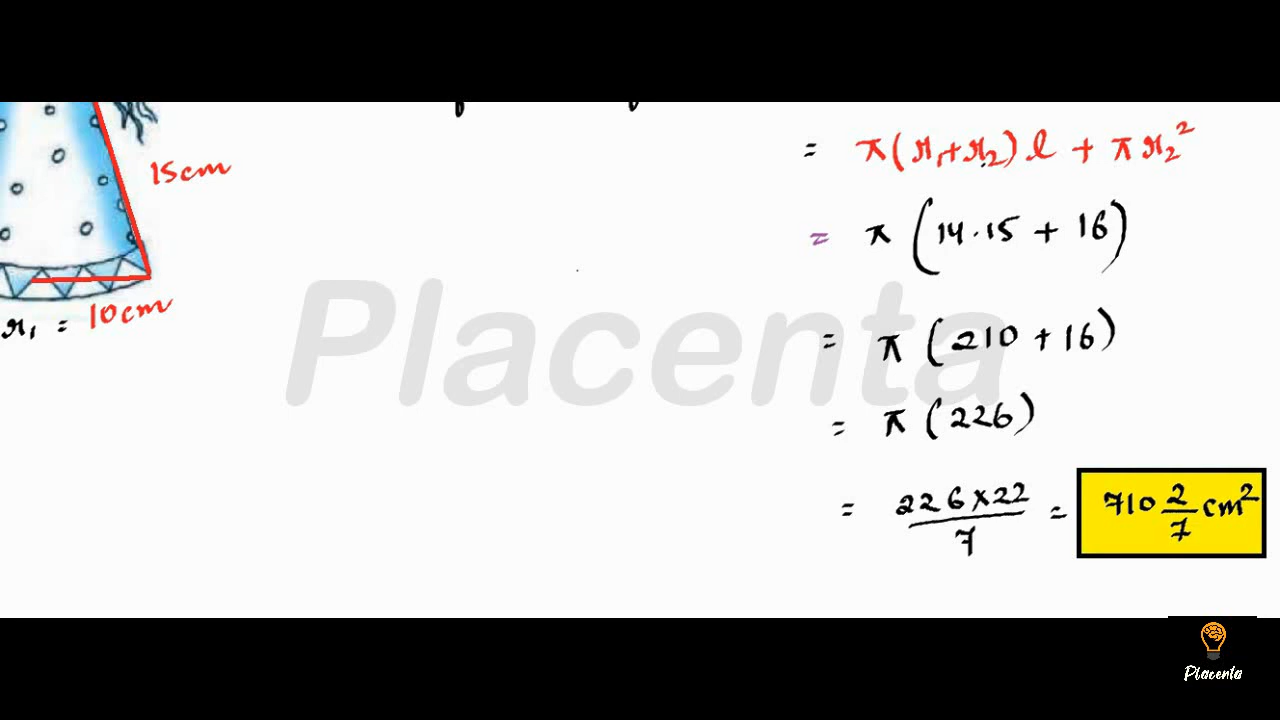 = π(r₁+r₂)l + πr₂²
15cm
= π(14·15 + 16)
r₁ = 10cm
= π(210+16)
Placenta
= π(226)
= 226×22/7 = 710 2/7 cm²
Placenta